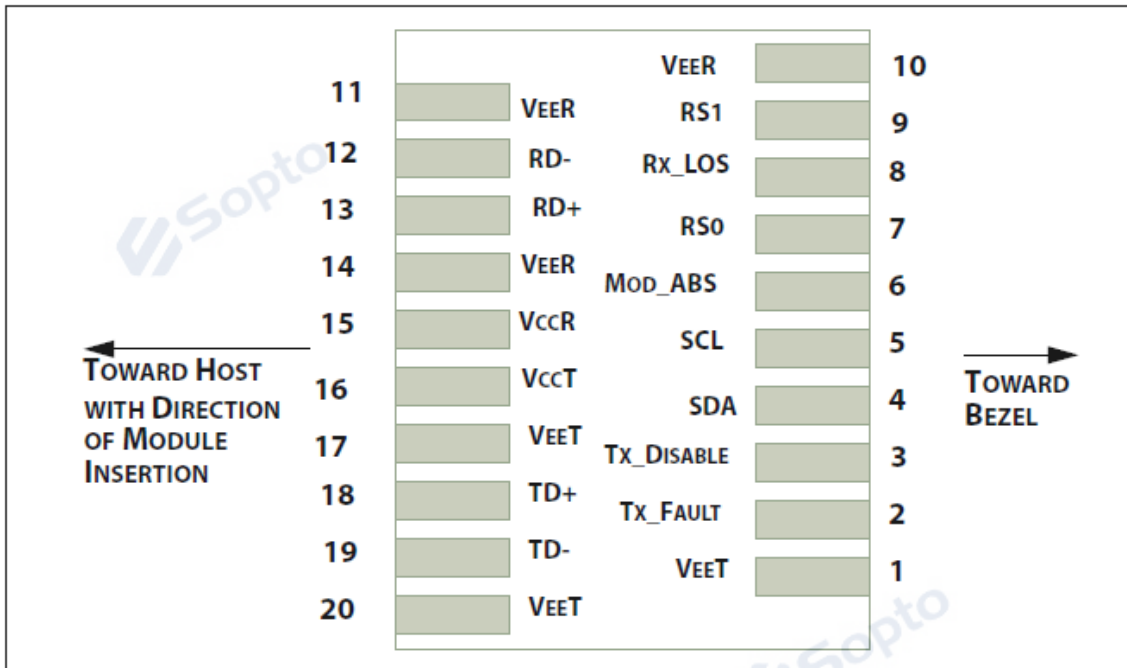 VEER 10
11 VEER
RS1 9
12 RD-
RX_LOS 8
13 RD+
RS0 7
14 VEER
MOD_ABS 6
15 VCCR
SCL 5
16 VCCT
SDA 4
17 VEET
TX_DISABLE 3
18 TD+
TX_FAULT 2
19 TD-
VEET 1
20 VEET
TOWARD HOST
WITH DIRECTION
OF MODULE
INSERTION
TOWARD
BEZEL
Sopto
Sopto